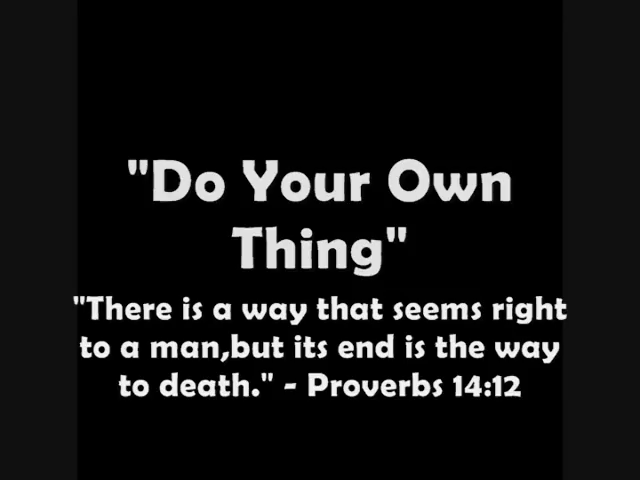 "Do Your Own
Thing"
"There is a way that seems right
to a man,but its end is the way
to death." - Proverbs 14:12